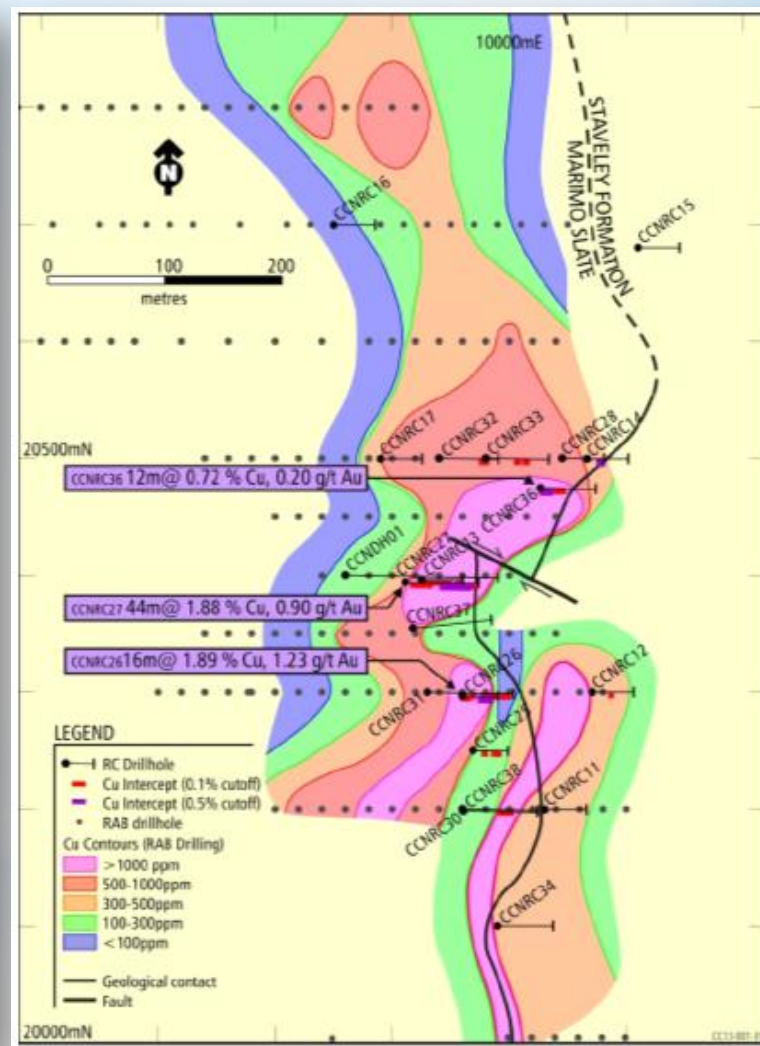 10000mE
STAVELEY FORMATION
MARIMO SLATE
N
CCNRC16
CCNRC15
0 100 200
metres
CCNRC17
CCNRC32
CCNRC33
CCNRC28
CCNRC14
20500mN
CCNRC36 12m@ 0.72 % Cu, 0.20 g/t Au
CCNRC36
CCNDH01
CCNRC27
CCNRC13
CCNRC27 44m@ 1.88 % Cu, 0.90 g/t Au
CCNRC37
CCNRC26 16m@ 1.89 % Cu, 1.23 g/t Au
CCNRC26
CCNRC12
CCNRC31
CCNRC25
CCNRC38
CCNRC11
CCNRC30
CCNRC34
LEGEND
RC Drillhole
Cu Intercept (0.1% cutoff)
Cu Intercept (0.5% cutoff)
RAB drillhole
Cu Contours (RAB Drilling)
>1000 ppm
500-1000ppm
300-500ppm
100-300ppm
<100ppm
Geological contact
Fault
20000mN